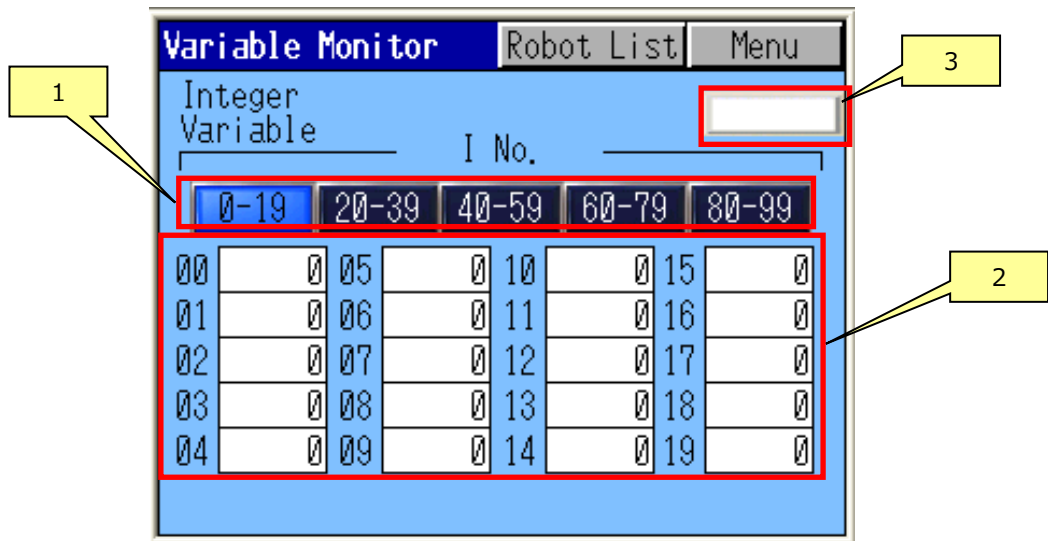 Variable Monitor Robot List Menu
3
1
Integer
Variable
I No.
0-19 20-39 40-59 60-79 80-99
00 0 05 0 10 0 15 0
2
01 0 06 0 11 0 16 0
02 0 07 0 12 0 17 0
03 0 08 0 13 0 18 0
04 0 09 0 14 0 19 0